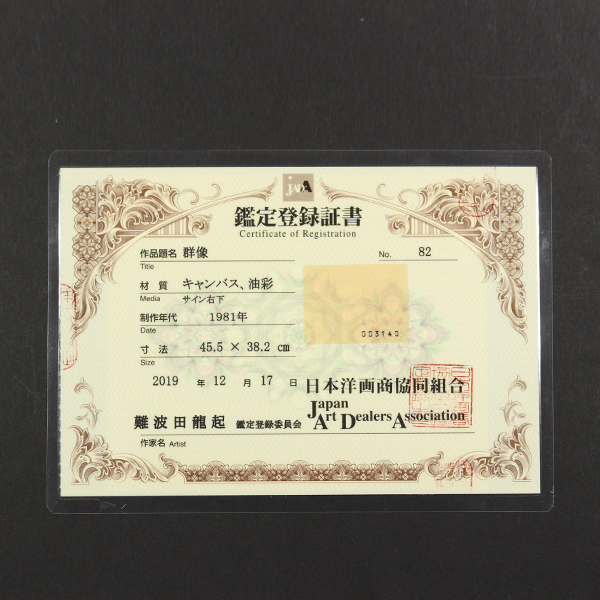 JADA
鑑定登録証書
Certificate of Registration
作品題名 群像 No. 82
Title
材質 キャンバス、油彩
Media サイン右下
制作年代 1981年
Date
003140
寸法 45.5 × 38.2 cm
2019 年 12 月 17 日 日本洋画商協同組合
Japan
Art Dealers Association
難波田龍起 鑑定登録委員会
作家名 Artist